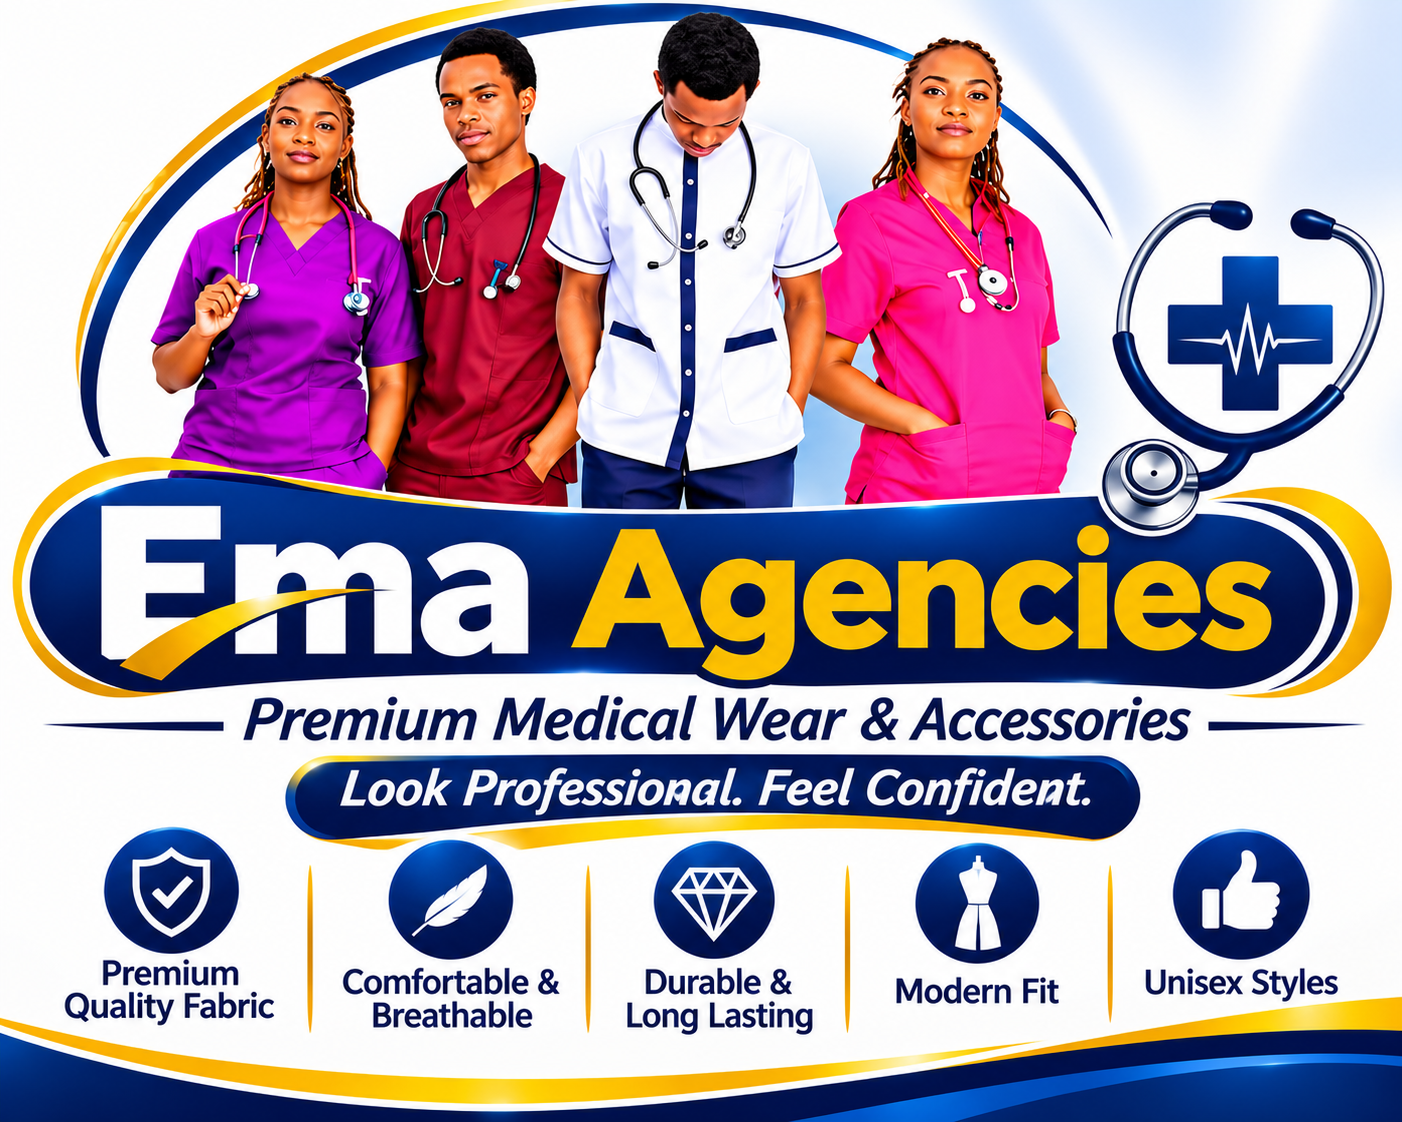 Ema Agencies
Premium Medical Wear & Accessories
Look Professional. Feel Confident.
Premium
Quality Fabric
Comfortable &
Breathable
Durable &
Long Lasting
Modern Fit
Unisex Styles